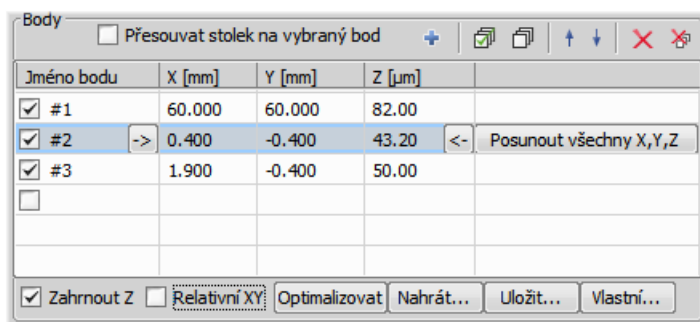 Body
Přesouvat stolek na vybraný bod
Jméno bodu X [mm] Y [mm] Z [µm]
#1 60.000 60.000 82.00
#2 -> 0.400 -0.400 43.20 <- Posunout všechny X,Y,Z
#3 1.900 -0.400 50.00
Zahrnout Z Relativní XY Optimalizovat Nahrát... Uložit... Vlastní...